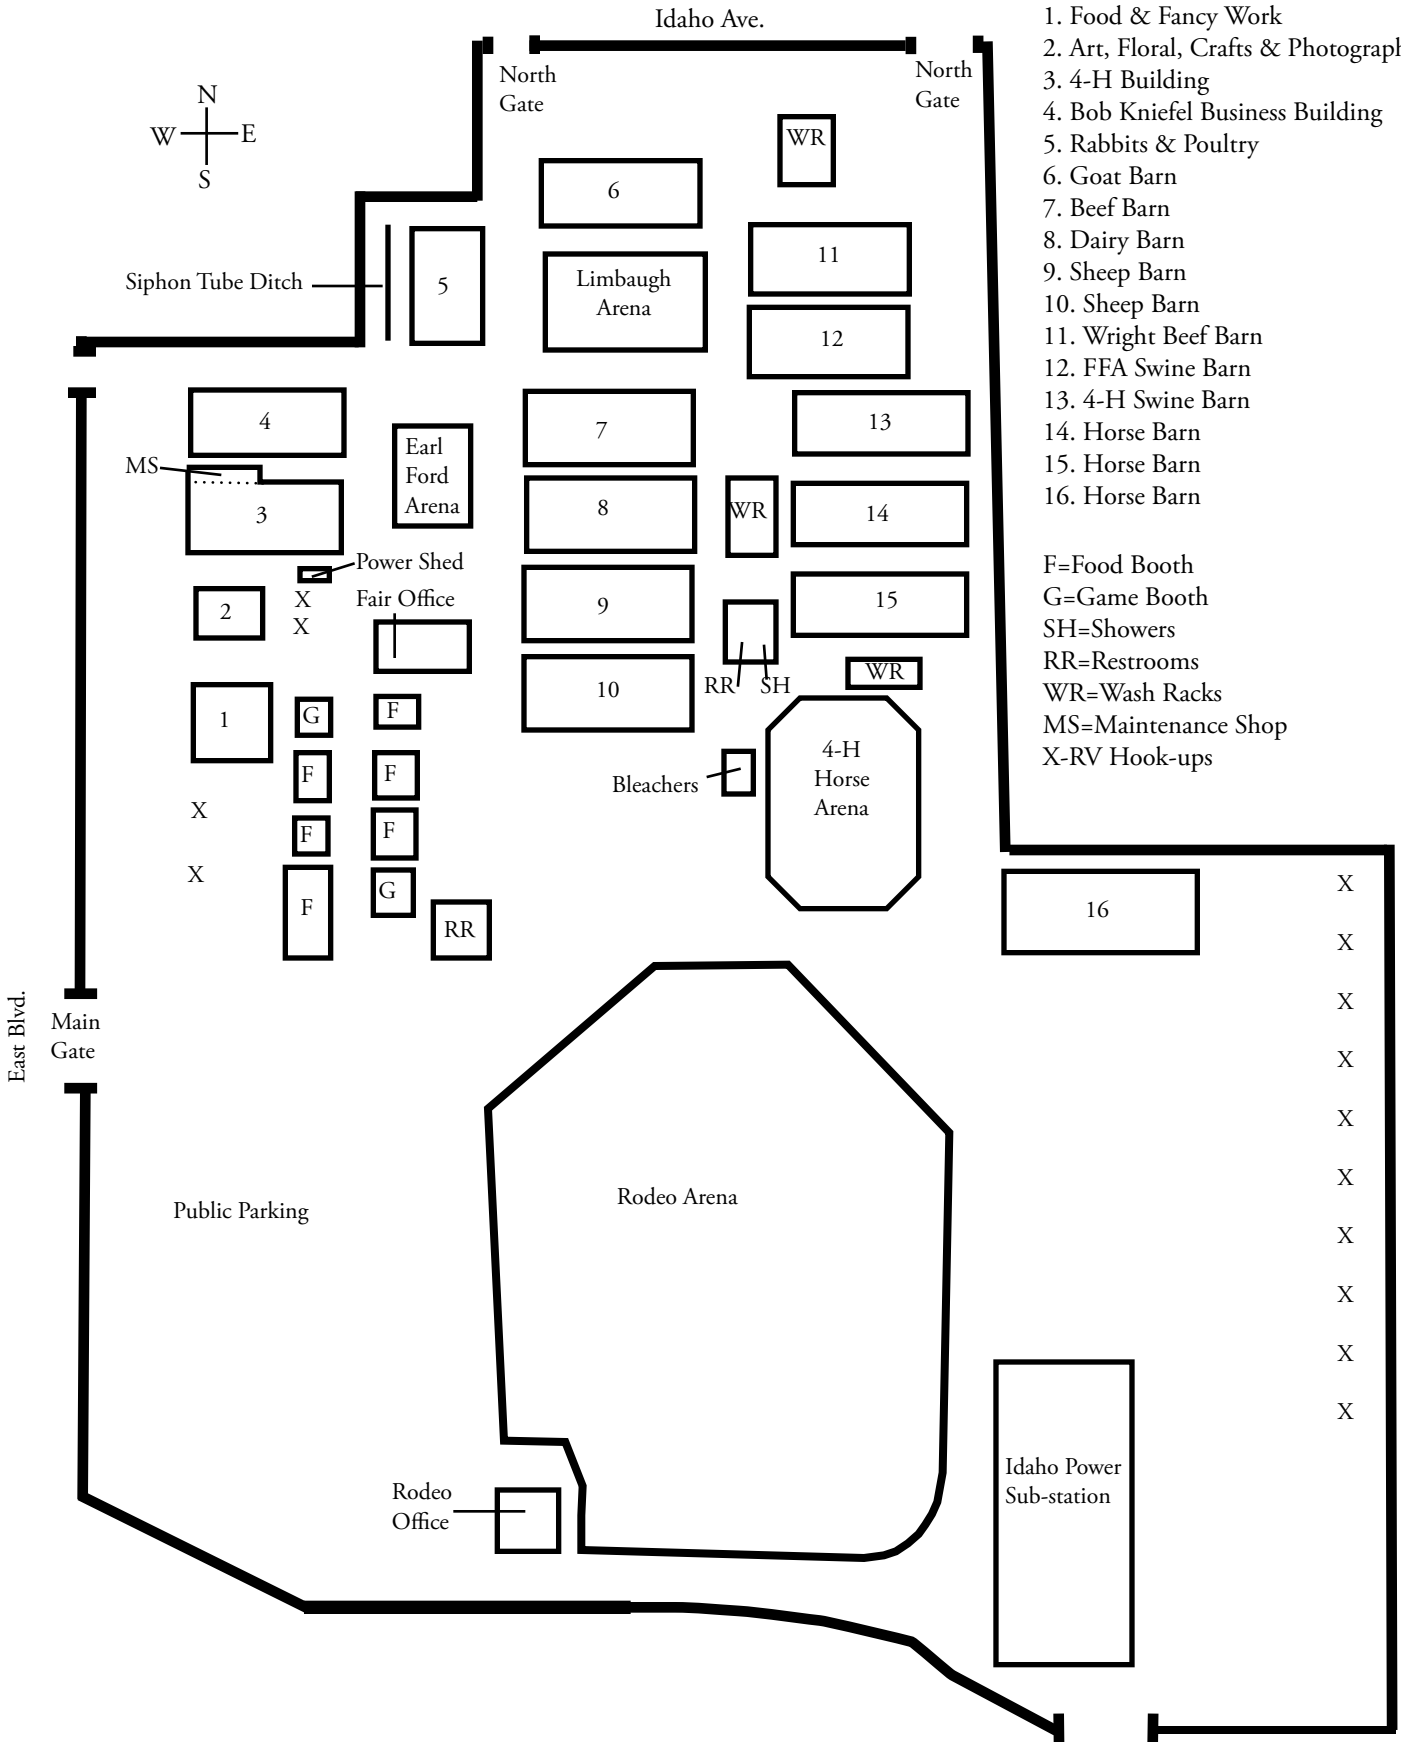 Idaho Ave.
North
Gate
North
Gate
N
W
E
S
WR
6
11
Siphon Tube Ditch
5
Limbaugh
Arena
12
4
Earl
Ford
Arena
7
13
MS
3
8
WR
14
Power Shed
X
X
Fair Office
2
9
15
RR
SH
WR
10
1
G
F
F
F
Bleachers
4-H
Horse
Arena
X
F
F
X
F
G
RR
16
X
X
X
X
X
X
X
X
X
X
East Blvd.
Main
Gate
Public Parking
Rodeo Arena
Rodeo
Office
Idaho Power
Sub-station
1. Food & Fancy Work
2. Art, Floral, Crafts & Photograph
3. 4-H Building
4. Bob Kniefel Business Building
5. Rabbits & Poultry
6. Goat Barn
7. Beef Barn
8. Dairy Barn
9. Sheep Barn
10. Sheep Barn
11. Wright Beef Barn
12. FFA Swine Barn
13. 4-H Swine Barn
14. Horse Barn
15. Horse Barn
16. Horse Barn
F=Food Booth
G=Game Booth
SH=Showers
RR=Restrooms
WR=Wash Racks
MS=Maintenance Shop
X-RV Hook-ups